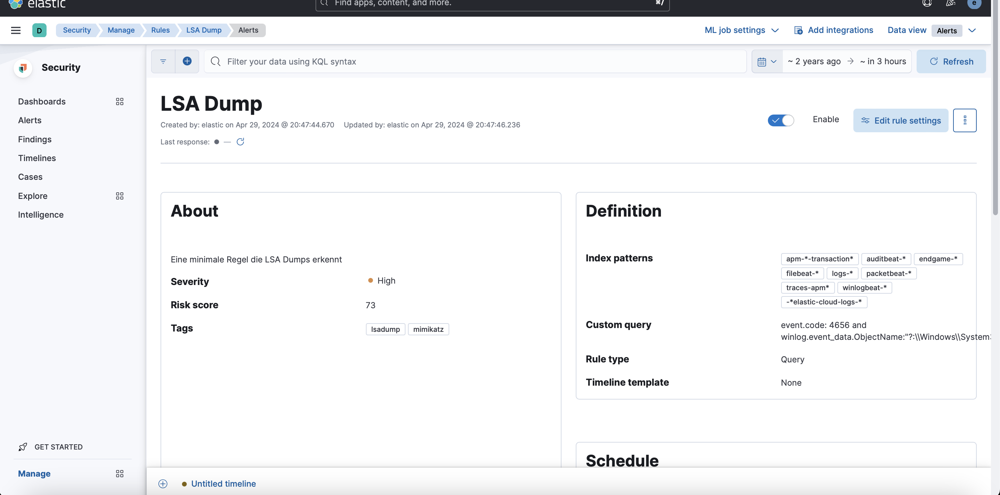 elastic
Find apps, content, and more.
⌘/
e
D
Security
Manage
Rules
LSA Dump
Alerts
ML job settings
Add integrations
Data view
Alerts
Security
Filter your data using KQL syntax
~ 2 years ago → ~ in 3 hours
Refresh
Dashboards
Alerts
Findings
Timelines
Cases
Explore
Intelligence
GET STARTED
Manage
LSA Dump
Created by: elastic on Apr 29, 2024 @ 20:47:44.670 Updated by: elastic on Apr 29, 2024 @ 20:47:46.236
Last response: —
Enable
Edit rule settings
About
Eine minimale Regel die LSA Dumps erkennt
Severity High
Risk score 73
Tags lsadump mimikatz
Definition
Index patterns apm-*-transaction* auditbeat-* endgame-*
filebeat-* logs-* packetbeat-*
traces-apm* winlogbeat-*
-*elastic-cloud-logs-*
Custom query event.code: 4656 and
winlog.event_data.ObjectName:"?:\\Windows\\System
Rule type Query
Timeline template None
Schedule
Untitled timeline